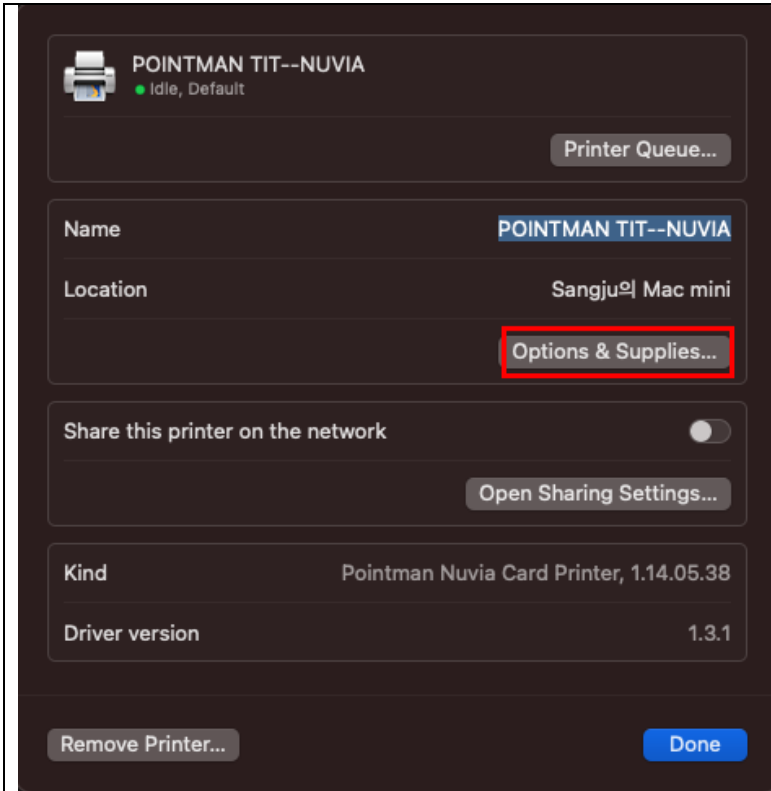 POINTMAN TIT--NUVIA
Idle, Default
Printer Queue...
Name POINTMAN TIT--NUVIA
Location Sangju의 Mac mini
Options & Supplies...
Share this printer on the network
Open Sharing Settings...
Kind Pointman Nuvia Card Printer, 1.14.05.38
Driver version 1.3.1
Remove Printer... Done